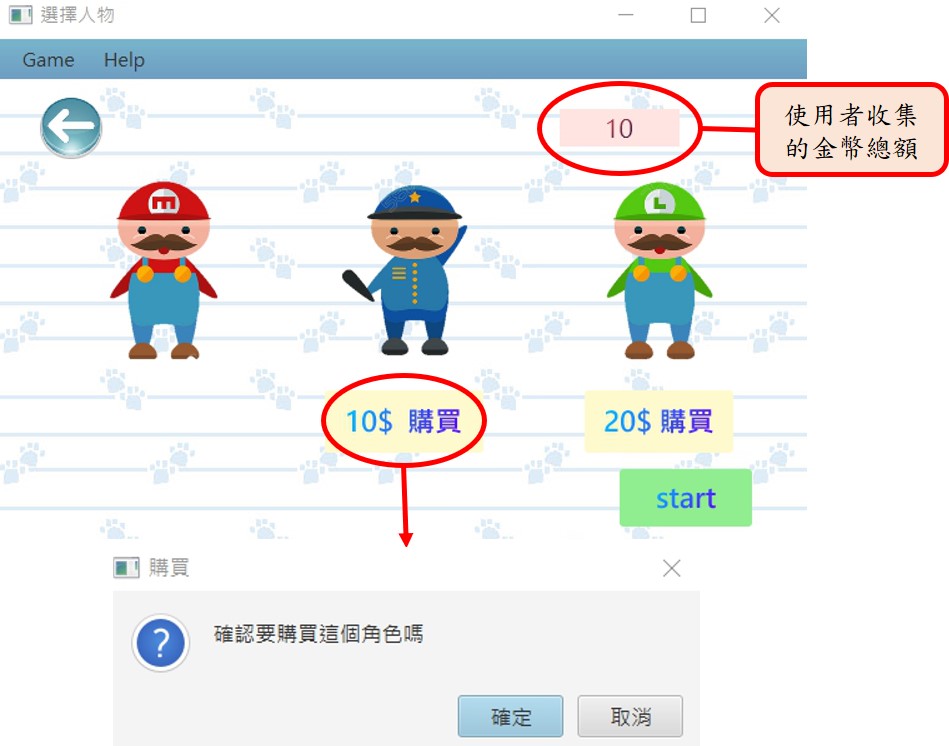 選擇人物
Game Help
10
使用者收集
的金幣總額
M
L
10$ 購買
20$ 購買
start
購買
?
確認要購買這個角色嗎
確定
取消